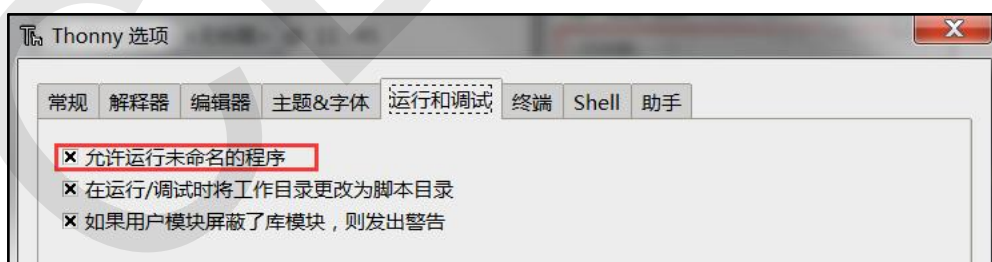 Thonny 选项
常规 解释器 编辑器 主题&字体 运行和调试 终端 Shell 助手
允许运行未命名的程序
在运行/调试时将工作目录更改为脚本目录
如果用户模块屏蔽了库模块，则发出警告